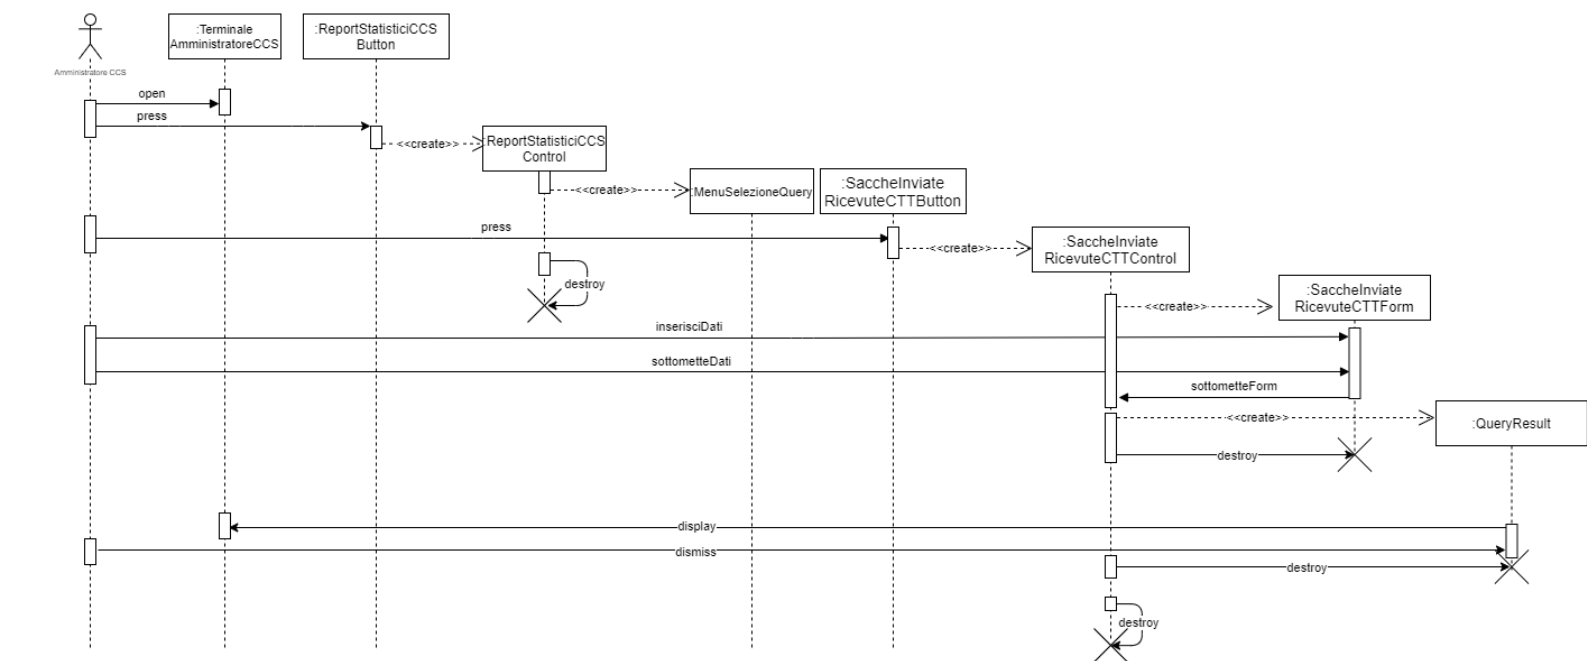 :Terminale
AmministratoreCCS
:ReportStatisticiCCS
Button
Amministratore CCS
open
press
<<create>>
:ReportStatisticiCCS
Control
<<create>>
:MenuSelezioneQuery
:SaccheInviate
RicevuteCTTButton
press
<<create>>
:SaccheInviate
RicevuteCTTControl
destroy
<<create>>
:SaccheInviate
RicevuteCTTForm
inserisciDati
sottometteDati
sottometteForm
<<create>>
:QueryResult
destroy
display
dismiss
destroy
destroy